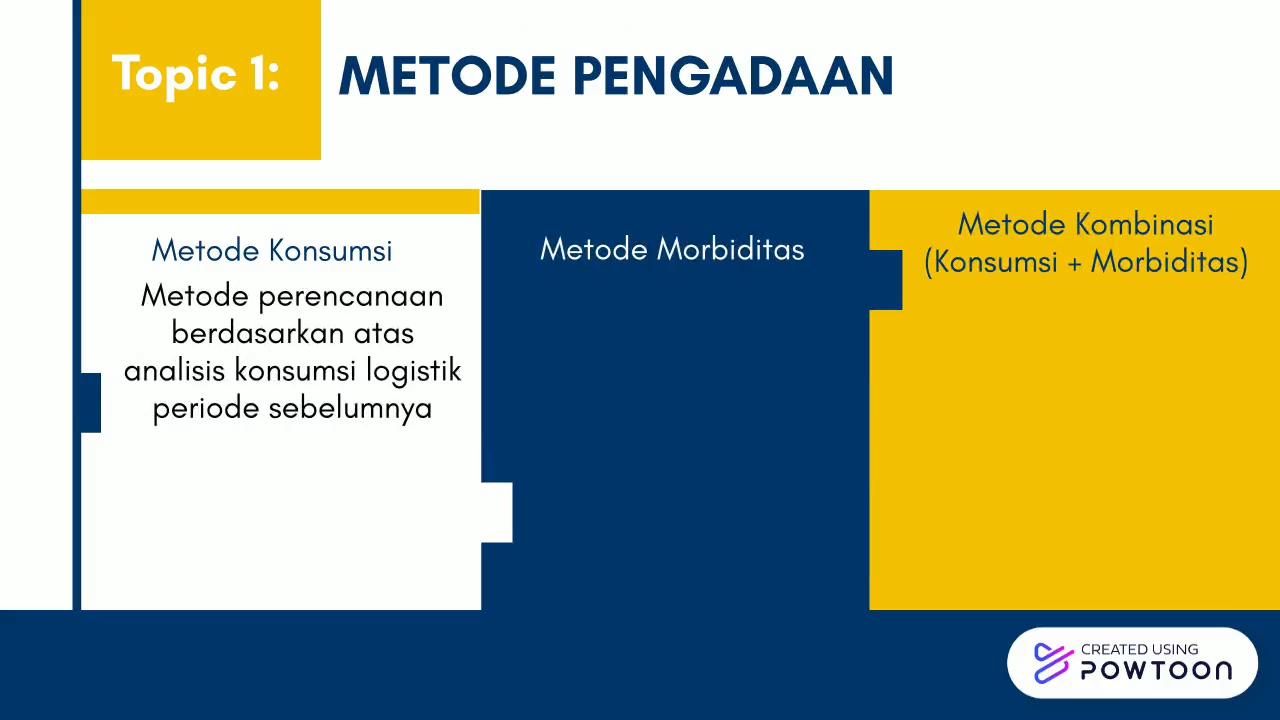 Topic 1:
METODE PENGADAAN
Metode Konsumsi
Metode perencanaan
berdasarkan atas
analisis konsumsi logistik
periode sebelumnya
Metode Morbiditas
Metode Kombinasi
(Konsumsi + Morbiditas)
CREATED USING
POWTOON